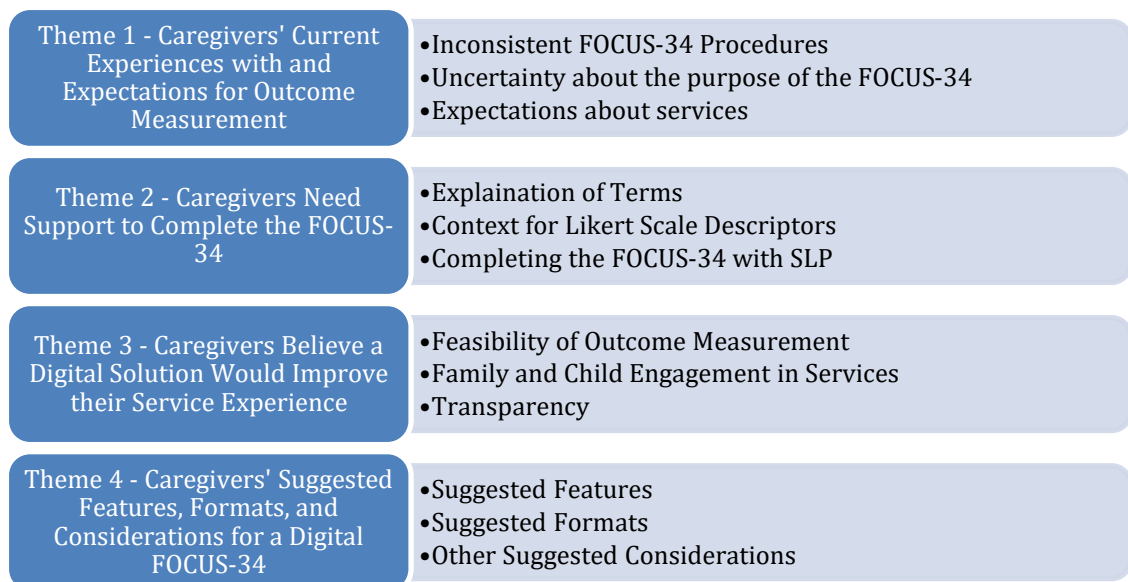 Theme 1 - Caregivers' Current
Experiences with and
Expectations for Outcome
Measurement
•Inconsistent FOCUS-34 Procedures
•Uncertainty about the purpose of the FOCUS-34
•Expectations about services
Theme 2 - Caregivers Need
Support to Complete the FOCUS-
34
•Explaination of Terms
•Context for Likert Scale Descriptors
•Completing the FOCUS-34 with SLP
Theme 3 - Caregivers Believe a
Digital Solution Would Improve
their Service Experience
•Feasibility of Outcome Measurement
•Family and Child Engagement in Services
•Transparency
Theme 4 - Caregivers' Suggested
Features, Formats, and
Considerations for a Digital
FOCUS-34
•Suggested Features
•Suggested Formats
•Other Suggested Considerations